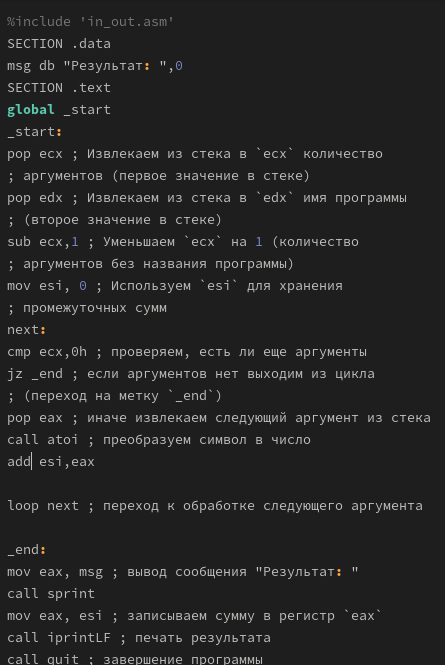 %include 'in_out.asm'
SECTION .data
msg db "Результат: ",0
SECTION .text
global _start
_start:
pop ecx ; Извлекаем из стека в `ecx` количество
; аргументов (первое значение в стеке)
pop edx ; Извлекаем из стека в `edx` имя программы
; (второе значение в стеке)
sub ecx,1 ; Уменьшаем `ecx` на 1 (количество
; аргументов без названия программы)
mov esi, 0 ; Используем `esi` для хранения
; промежуточных сумм
next:
cmp ecx,0h ; проверяем, есть ли еще аргументы
jz _end ; если аргументов нет выходим из цикла
; (переход на метку `_end`)
pop eax ; иначе извлекаем следующий аргумент из стека
call atoi ; преобразуем символ в число
add esi,eax
loop next ; переход к обработке следующего аргумента
_end:
mov eax, msg ; вывод сообщения "Результат: "
call sprint
mov eax, esi ; записываем сумму в регистр `eax`
call iprintLF ; печать результата
call quit ; завершение программы